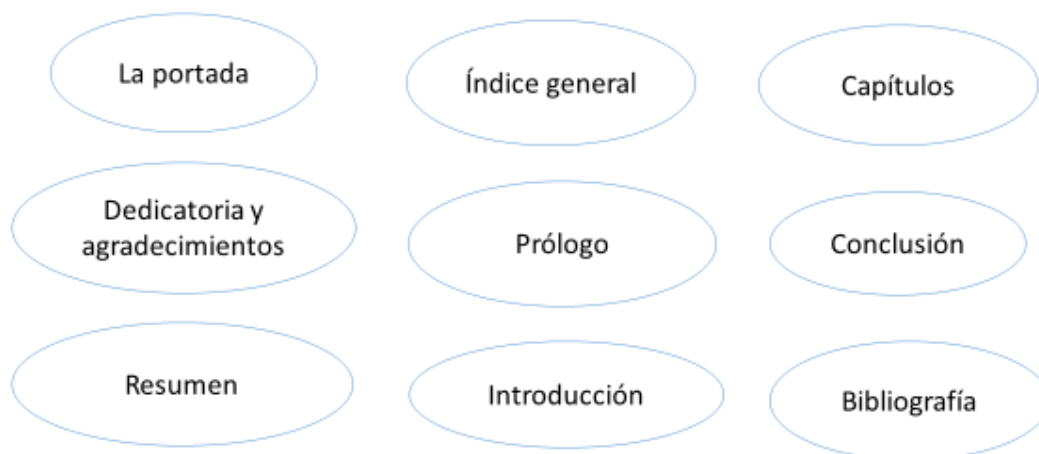 La portada
Dedicatoria y
agradecimientos
Resumen
Índice general
Prólogo
Introducción
Capítulos
Conclusión
Bibliografía